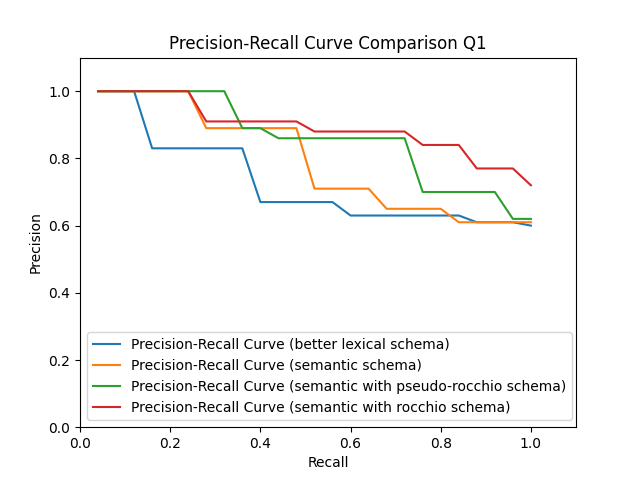 Precision-Recall Curve Comparison Q1
Precision
1.0
0.8
0.6
0.4
0.2
0.0
Precision-Recall Curve (better lexical schema)
Precision-Recall Curve (semantic schema)
Precision-Recall Curve (semantic with pseudo-rocchio schema)
Precision-Recall Curve (semantic with rocchio schema)
0.0 0.2 0.4 0.6 0.8 1.0
Recall